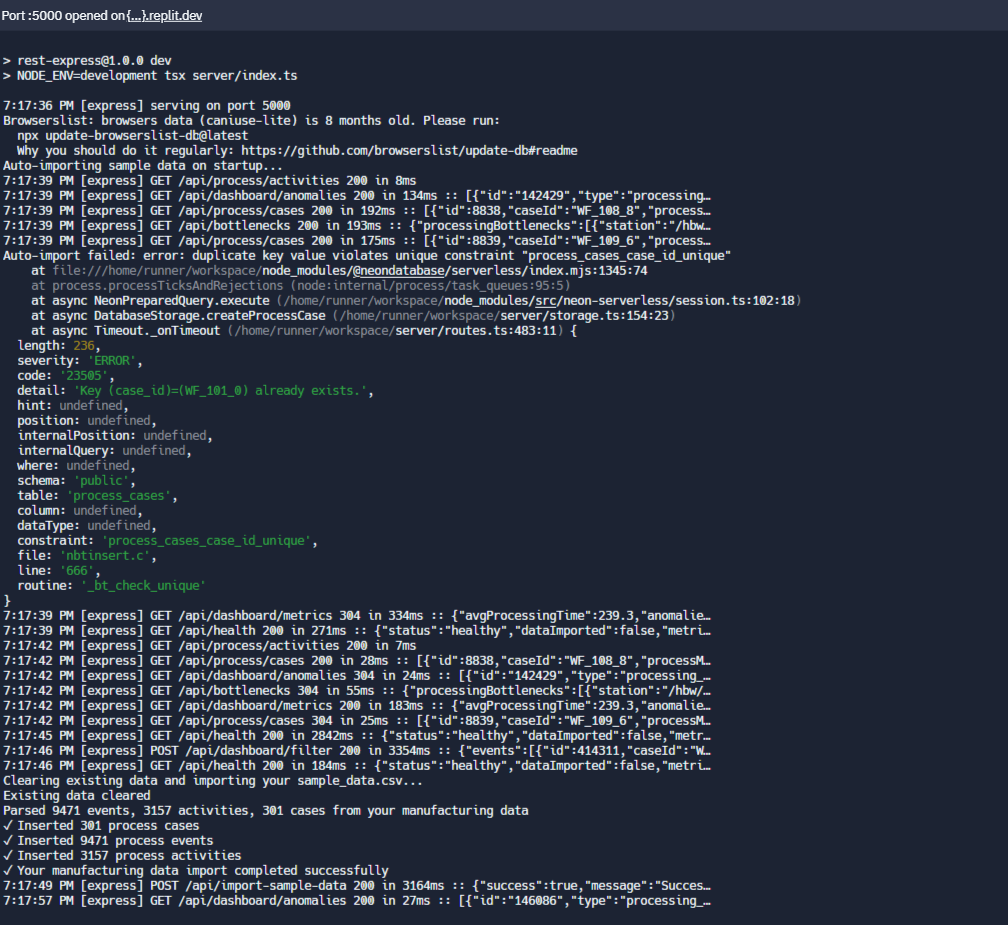 Port :5000 opened on {...}.replit.dev
> rest-express@1.0.0 dev
> NODE_ENV=development tsx server/index.ts
7:17:36 PM [express] serving on port 5000
Browserslist: browsers data (caniuse-lite) is 8 months old. Please run:
  npx update-browserslist-db@latest
  Why you should do it regularly: https://github.com/browserslist/update-db#readme
Auto-importing sample data on startup...
7:17:39 PM [express] GET /api/process/activities 200 in 8ms
7:17:39 PM [express] GET /api/dashboard/anomalies 200 in 134ms :: [{"id":"142429","type":"processing…
7:17:39 PM [express] GET /api/process/cases 200 in 192ms :: [{"id":8838,"caseId":"WF_108_8","process…
7:17:39 PM [express] GET /api/bottlenecks 200 in 193ms :: {"processingBottlenecks":[{"station":"/hbw…
7:17:39 PM [express] GET /api/process/cases 200 in 175ms :: [{"id":8839,"caseId":"WF_109_6","process…
Auto-import failed: error: duplicate key value violates unique constraint "process_cases_case_id_unique"
    at file:///home/runner/workspace/node_modules/@neondatabase/serverless/index.mjs:1345:74
    at process.processTicksAndRejections (node:internal/process/task_queues:95:5)
    at async NeonPreparedQuery.execute (/home/runner/workspace/node_modules/src/neon-serverless/session.ts:102:18)
    at async DatabaseStorage.createProcessCase (/home/runner/workspace/server/storage.ts:154:23)
    at async Timeout._onTimeout (/home/runner/workspace/server/routes.ts:483:11) {
  length: 236,
  severity: 'ERROR',
  code: '23505',
  detail: 'Key (case_id)=(WF_101_0) already exists.',
  hint: undefined,
  position: undefined,
  internalPosition: undefined,
  internalQuery: undefined,
  where: undefined,
  schema: 'public',
  table: 'process_cases',
  column: undefined,
  dataType: undefined,
  constraint: 'process_cases_case_id_unique',
  file: 'nbtinsert.c',
  line: '666',
  routine: '_bt_check_unique'
}
7:17:39 PM [express] GET /api/dashboard/metrics 304 in 334ms :: {"avgProcessingTime":239.3,"anomalie…
7:17:39 PM [express] GET /api/health 200 in 271ms :: {"status":"healthy","dataImported":false,"metri…
7:17:42 PM [express] GET /api/process/activities 200 in 7ms
7:17:42 PM [express] GET /api/process/cases 200 in 28ms :: [{"id":8838,"caseId":"WF_108_8","processM…
7:17:42 PM [express] GET /api/dashboard/anomalies 304 in 24ms :: [{"id":"142429","type":"processing_…
7:17:42 PM [express] GET /api/bottlenecks 304 in 55ms :: {"processingBottlenecks":[{"station":"/hbw/…
7:17:42 PM [express] GET /api/dashboard/metrics 200 in 183ms :: {"avgProcessingTime":239.3,"anomalie…
7:17:42 PM [express] GET /api/process/cases 304 in 25ms :: [{"id":8839,"caseId":"WF_109_6","processM…
7:17:45 PM [express] GET /api/health 200 in 2842ms :: {"status":"healthy","dataImported":false,"metr…
7:17:46 PM [express] POST /api/dashboard/filter 200 in 3354ms :: {"events":[{"id":414311,"caseId":"W…
7:17:46 PM [express] GET /api/health 200 in 184ms :: {"status":"healthy","dataImported":false,"metri…
Clearing existing data and importing your sample_data.csv...
Existing data cleared
Parsed 9471 events, 3157 activities, 301 cases from your manufacturing data
✓ Inserted 301 process cases
✓ Inserted 9471 process events
✓ Inserted 3157 process activities
✓ Your manufacturing data import completed successfully
7:17:49 PM [express] POST /api/import-sample-data 200 in 3164ms :: {"success":true,"message":"Succes…
7:17:57 PM [express] GET /api/dashboard/anomalies 200 in 27ms :: [{"id":"146086","type":"processing_…